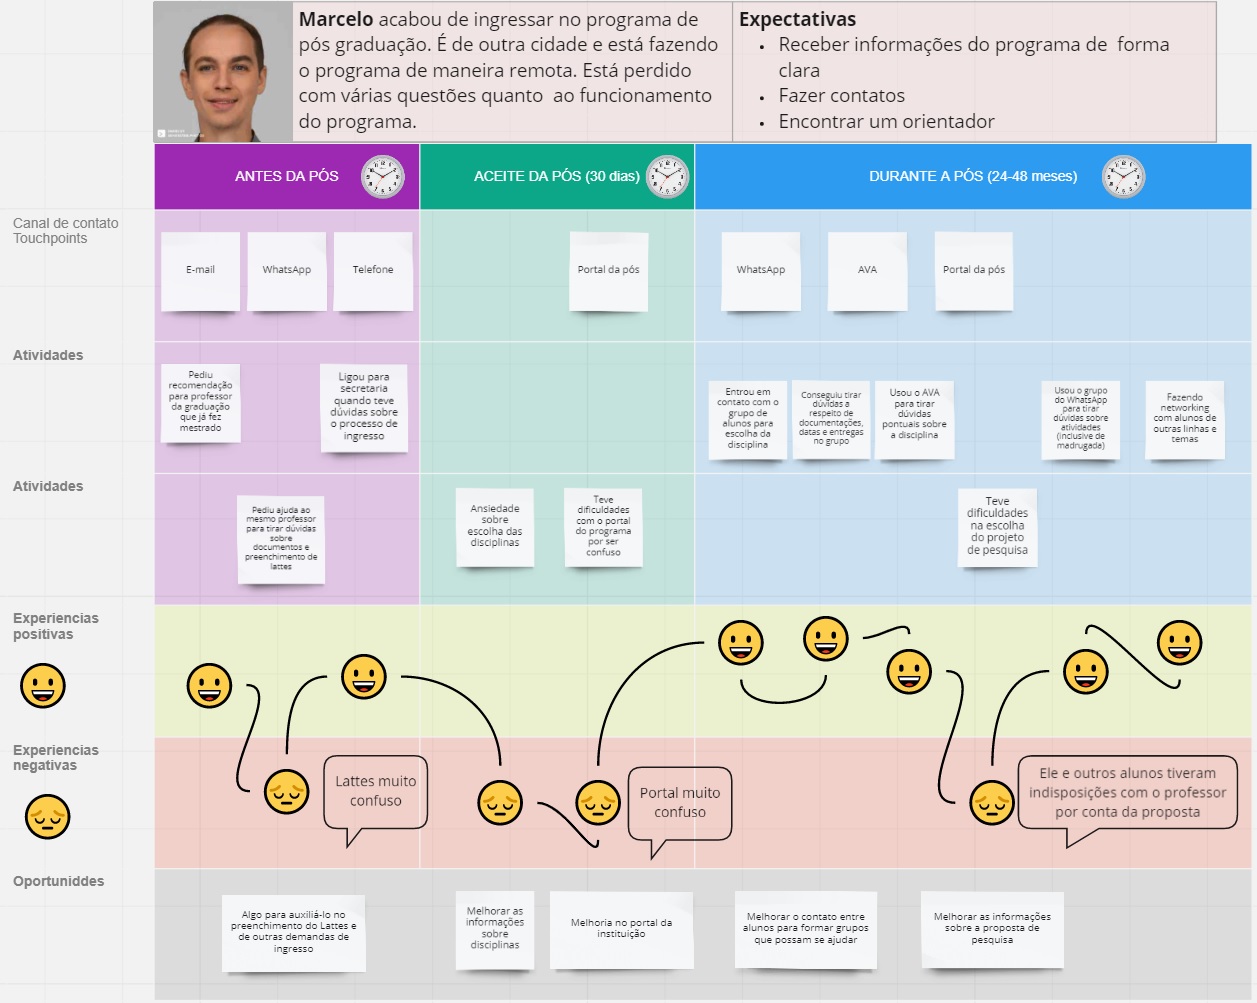 Marcelo acabou de ingressar no programa de
pós graduação. É de outra cidade e está fazendo
o programa de maneira remota. Está perdido
com várias questões quanto ao funcionamento
do programa.
Expectativas
• Receber informações do programa de forma
clara
• Fazer contatos
• Encontrar um orientador
ANTES DA PÓS
ACEITE DA PÓS (30 dias)
DURANTE A PÓS (24-48 meses)
Canal de contato
Touchpoints
E-mail
WhatsApp
Telefone
Portal da pós
WhatsApp
AVA
Portal da pós
Atividades
Pediu
recomendação
para professor
da graduação
que já fez
mestrado
Ligou para
secretaria
quando teve
dúvidas sobre
o processo de
ingresso
Entrou em
contato com o
grupo de
alunos para
escolha da
disciplina
Conseguiu tirar
dúvidas a
respeito de
documentações,
datas e entregas
no grupo
Usou o AVA
para tirar
dúvidas
pontuais sobre
a disciplina
Usou o grupo
do WhatsApp
para tirar
dúvidas sobre
atividades
(inclusive de
madrugada)
Fazendo
networking
com alunos de
outras linhas e
temas
Atividades
Pediu ajuda ao
mesmo professor
para tirar dúvidas
sobre
documentos e
preenchimento de
lattes
Ansiedade
sobre
escolha das
disciplinas
Teve
dificuldades
com o portal
do programa
por ser
confuso
Teve
dificuldades
na escolha
do projeto
de pesquisa
Experiencias
positivas
Experiencias
negativas
Lattes muito
confuso
Portal muito
confuso
Ele e outros alunos tiveram
indisposições com o professor
por conta da proposta
Oportuniddes
Algo para auxiliá-lo no
preenchimento do Lattes e
de outras demandas de
ingresso
Melhorar as
informações
sobre
disciplinas
Melhoria no portal da
instituição
Melhorar o contato entre
alunos para formar grupos
que possam se ajudar
Melhorar as informações
sobre a proposta de
pesquisa